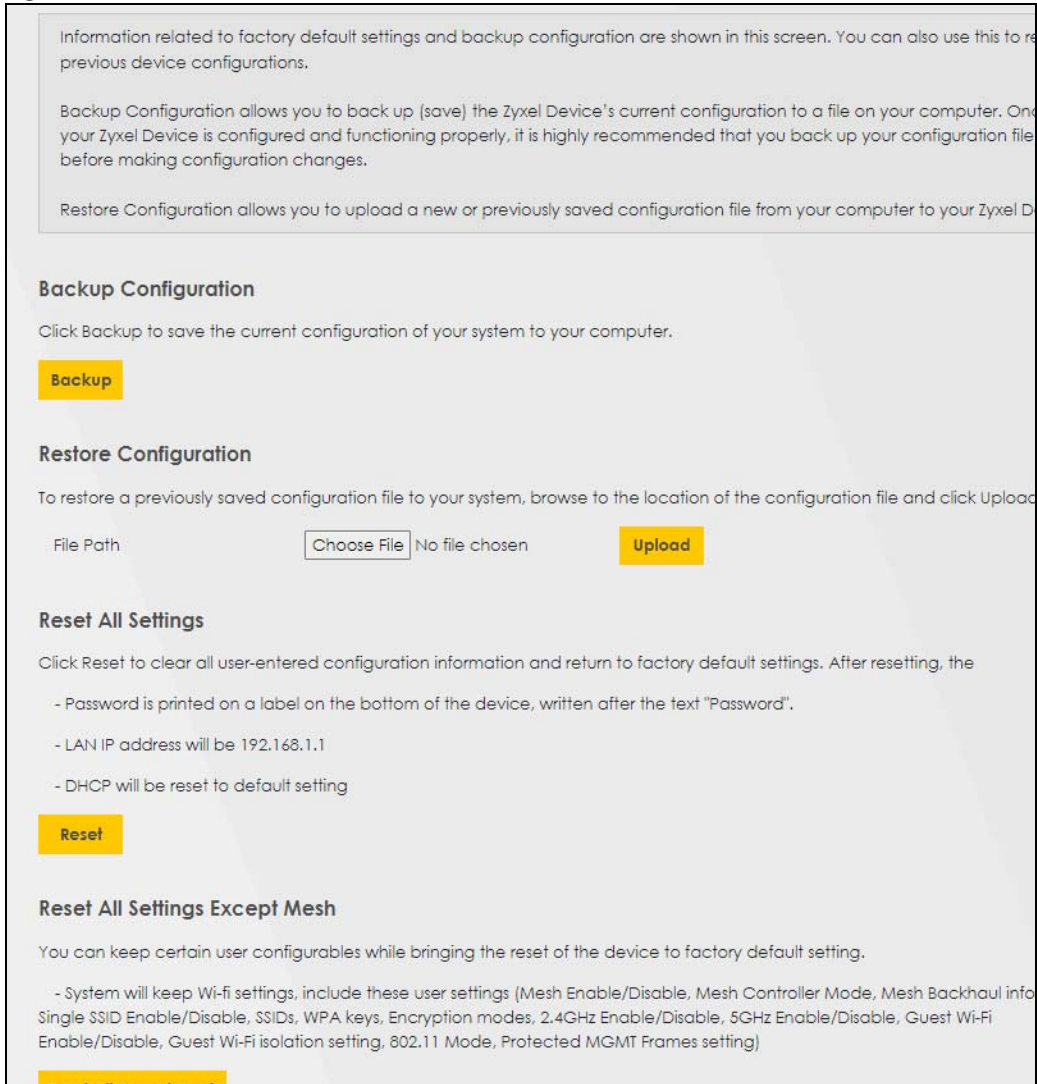 Information related to factory default settings and backup configuration are shown in this screen. You can also use this to
previous device configurations.
Backup Configuration allows you to back up (save) the Zyxel Device's current configuration to a file on your computer.
your Zyxel Device is configured and functioning properly, it is highly recommended that you back up your configuration file
before making configuration changes.
Restore Configuration allows you to upload a new or previously saved configuration file from your computer to your Zyxel
Backup Configuration
Click Backup to save the current configuration of your system to your computer.
Backup
Restore Configuration
To restore a previously saved configuration file to your system, browse to the location of the configuration file and click Upload
File Path Choose File No file chosen Upload
Reset All Settings
Click Reset to clear all user-entered configuration information and return to factory default settings. After resetting, the
- Password is printed on a label on the bottom of the device, written after the text "Password".
- LAN IP address will be 192.168.1.1
- DHCP will be reset to default setting
Reset
Reset All Settings Except Mesh
You can keep certain user configurables while bringing the reset of the device to factory default setting.
- System will keep Wi-fi settings, include these user settings (Mesh Enable/Disable, Mesh Controller Mode, Mesh Backhaul info
Single SSID Enable/Disable, SSIDs, WPA keys, Encryption modes, 2.4GHz Enable/Disable, 5GHz Enable/Disable, Guest Wi-Fi
Enable/Disable, Guest Wi-Fi isolation setting, 802.11 Mode, Protected MGMT Frames setting)